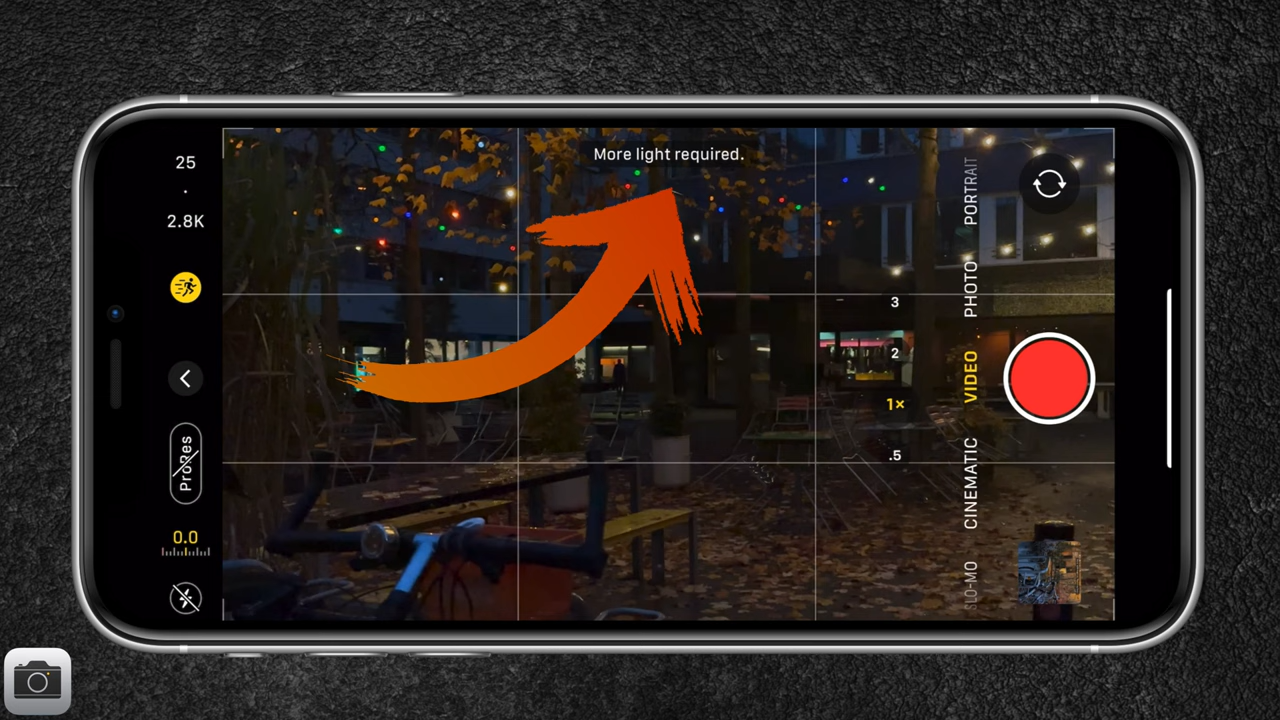 More light required.
25
2.8K
ProRes
0.0
3
2
1×
.5
PORTRAIT
PHOTO
VIDEO
CINEMATIC
SLO-MO